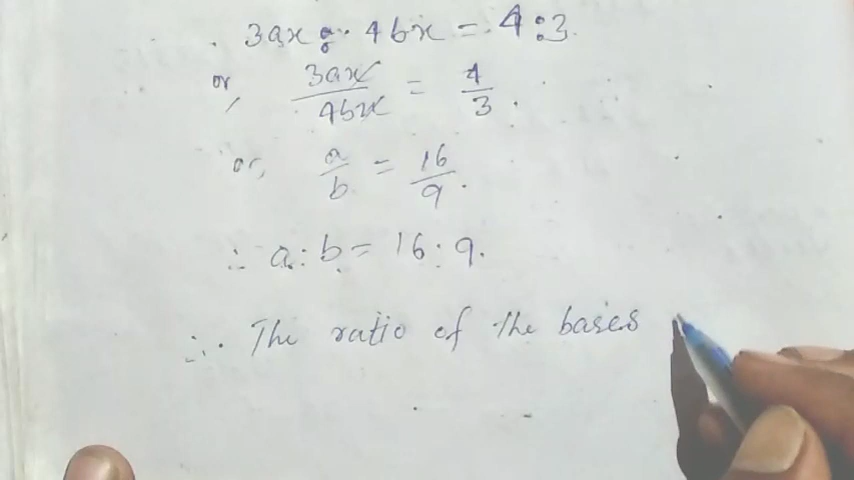 . 3ax : 4bx = 4:3.
or, 3ax/4bx = 4/3.
or, a/b = 16/9.
∴ a:b = 16:9.
∴ The ratio of the bases